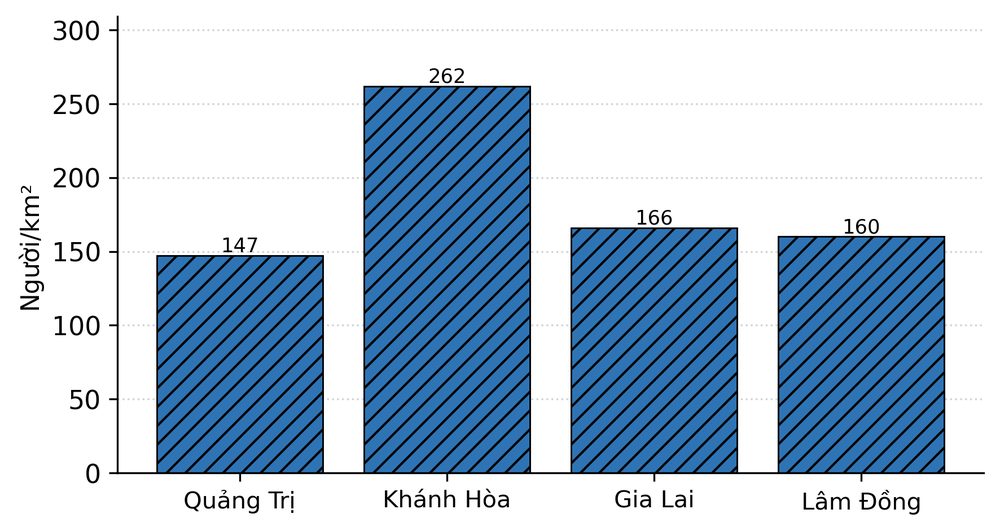 Người/km²
300
250
200
150
100
50
0
262
166
160
147
Quảng Trị
Khánh Hòa
Gia Lai
Lâm Đồng